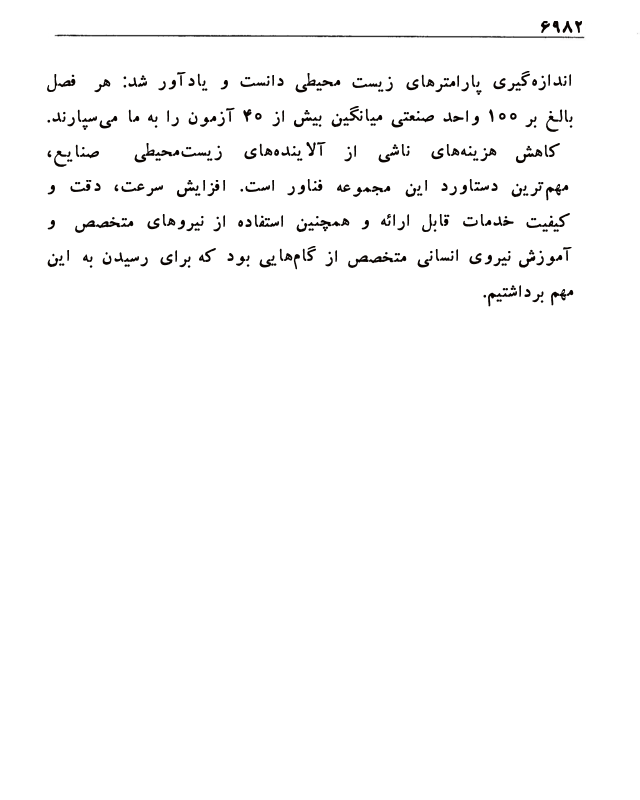 ۶۹۸۲
اندازه‌گیری پارامترهای زیست محیطی دانست و یادآور شد: هر فصل
بالغ بر ۱۰۰ واحد صنعتی میانگین بیش از ۴۰ آزمون را به ما می‌سپارند.
کاهش هزینه‌های ناشی از آلاینده‌های زیست‌محیطی صنایع،
مهم‌ترین دستاورد این مجموعه فناور است. افزایش سرعت، دقت و
کیفیت خدمات قابل ارائه و همچنین استفاده از نیروهای متخصص و
آموزش نیروی انسانی متخصص از گام‌هایی بود که برای رسیدن به این
مهم برداشتیم.